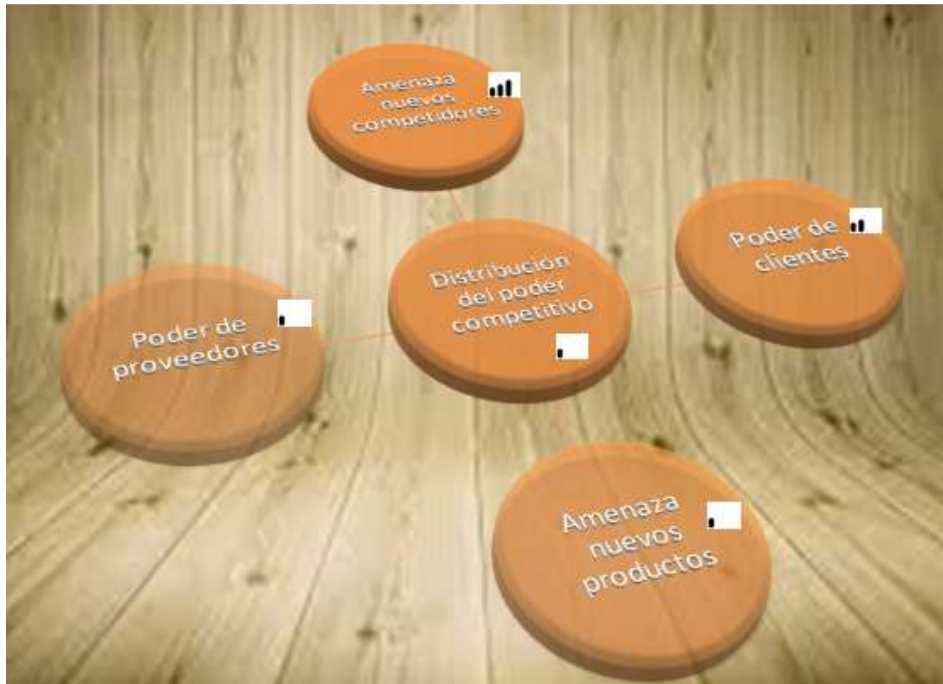 Amenaza
nuevos
competidores
Poder de
clientes
Distribución
del poder
competitivo
Poder de
proveedores
Amenaza
nuevos
productos